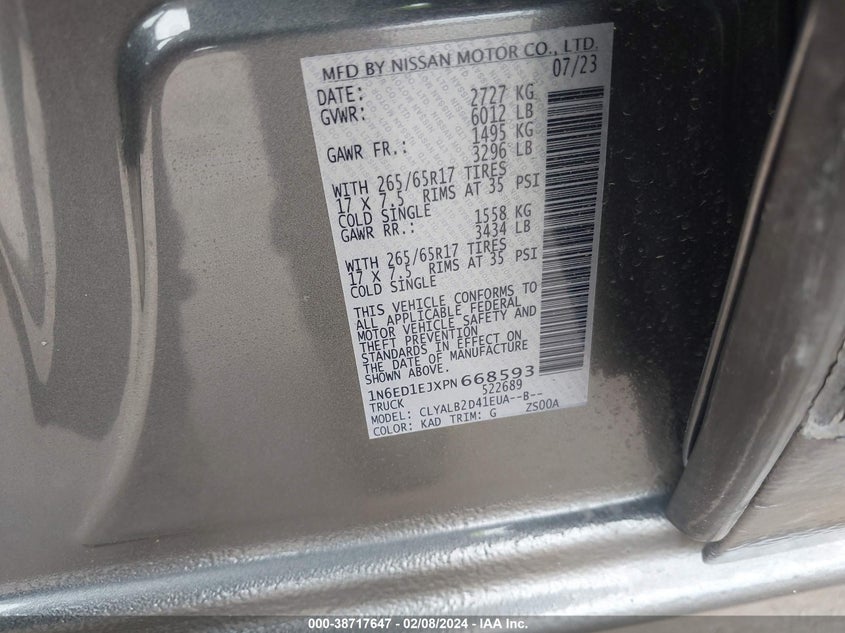 MFD BY NISSAN MOTOR CO., LTD.
DATE: 07/23
GVWR: 2727 KG
6012 LB
GAWR FR.: 1495 KG
3296 LB
WITH 265/65R17 TIRES
17 X 7.5 RIMS AT 35 PSI
COLD SINGLE
GAWR RR.: 1558 KG
3434 LB
WITH 265/65R17 TIRES
17 X 7.5 RIMS AT 35 PSI
COLD SINGLE
THIS VEHICLE CONFORMS TO
ALL APPLICABLE FEDERAL
MOTOR VEHICLE SAFETY AND
THEFT PREVENTION
STANDARDS IN EFFECT ON
THE DATE OF MANUFACTURE
SHOWN ABOVE.
1N6ED1EJXPN668593
TRUCK 522689
MODEL: CLYALB2D41EUA--B--
COLOR: KAD TRIM: G ZS00A
000-38717647 - 02/08/2024 - IAA Inc.